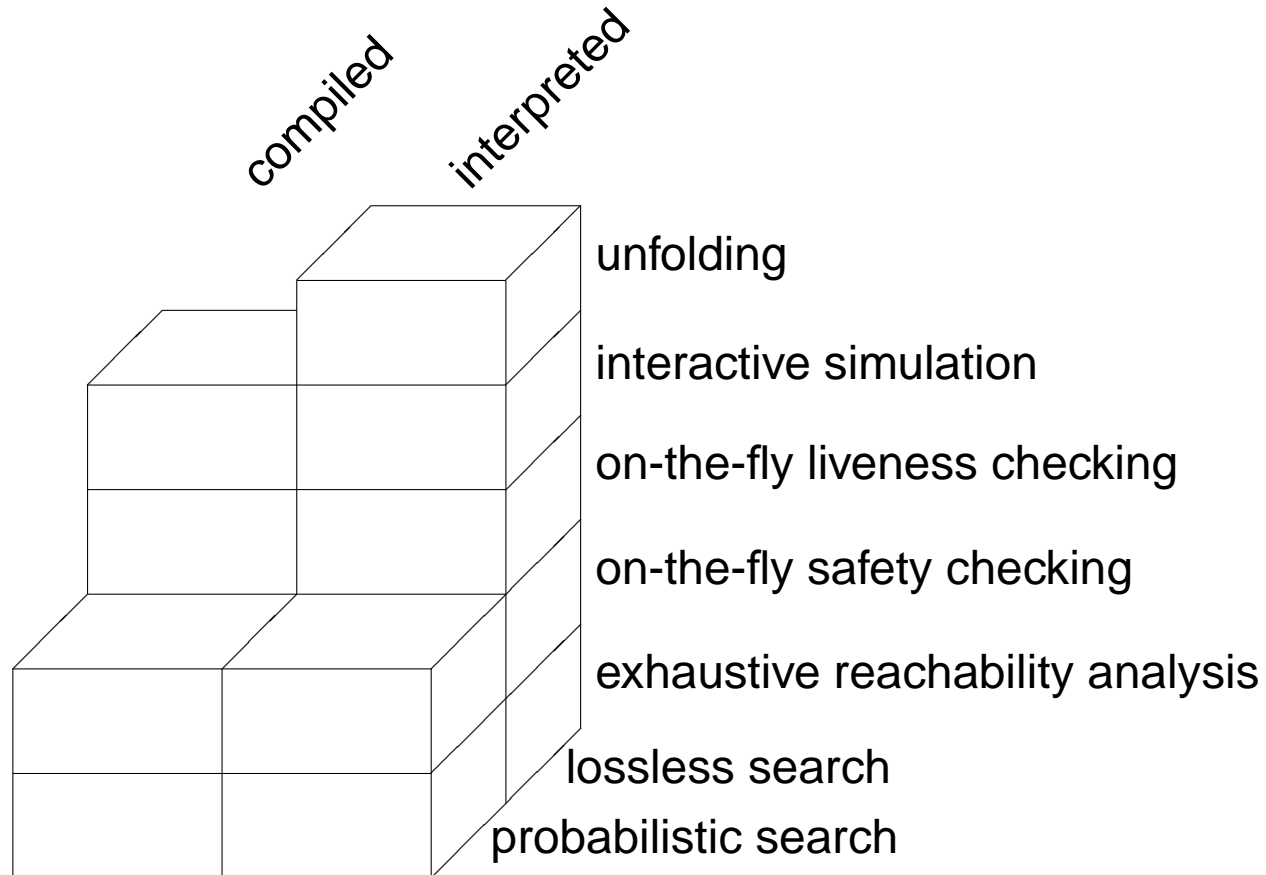 compiled
interpreted
unfolding
interactive simulation
on-the-fly liveness checking
on-the-fly safety checking
exhaustive reachability analysis
lossless search
probabilistic search